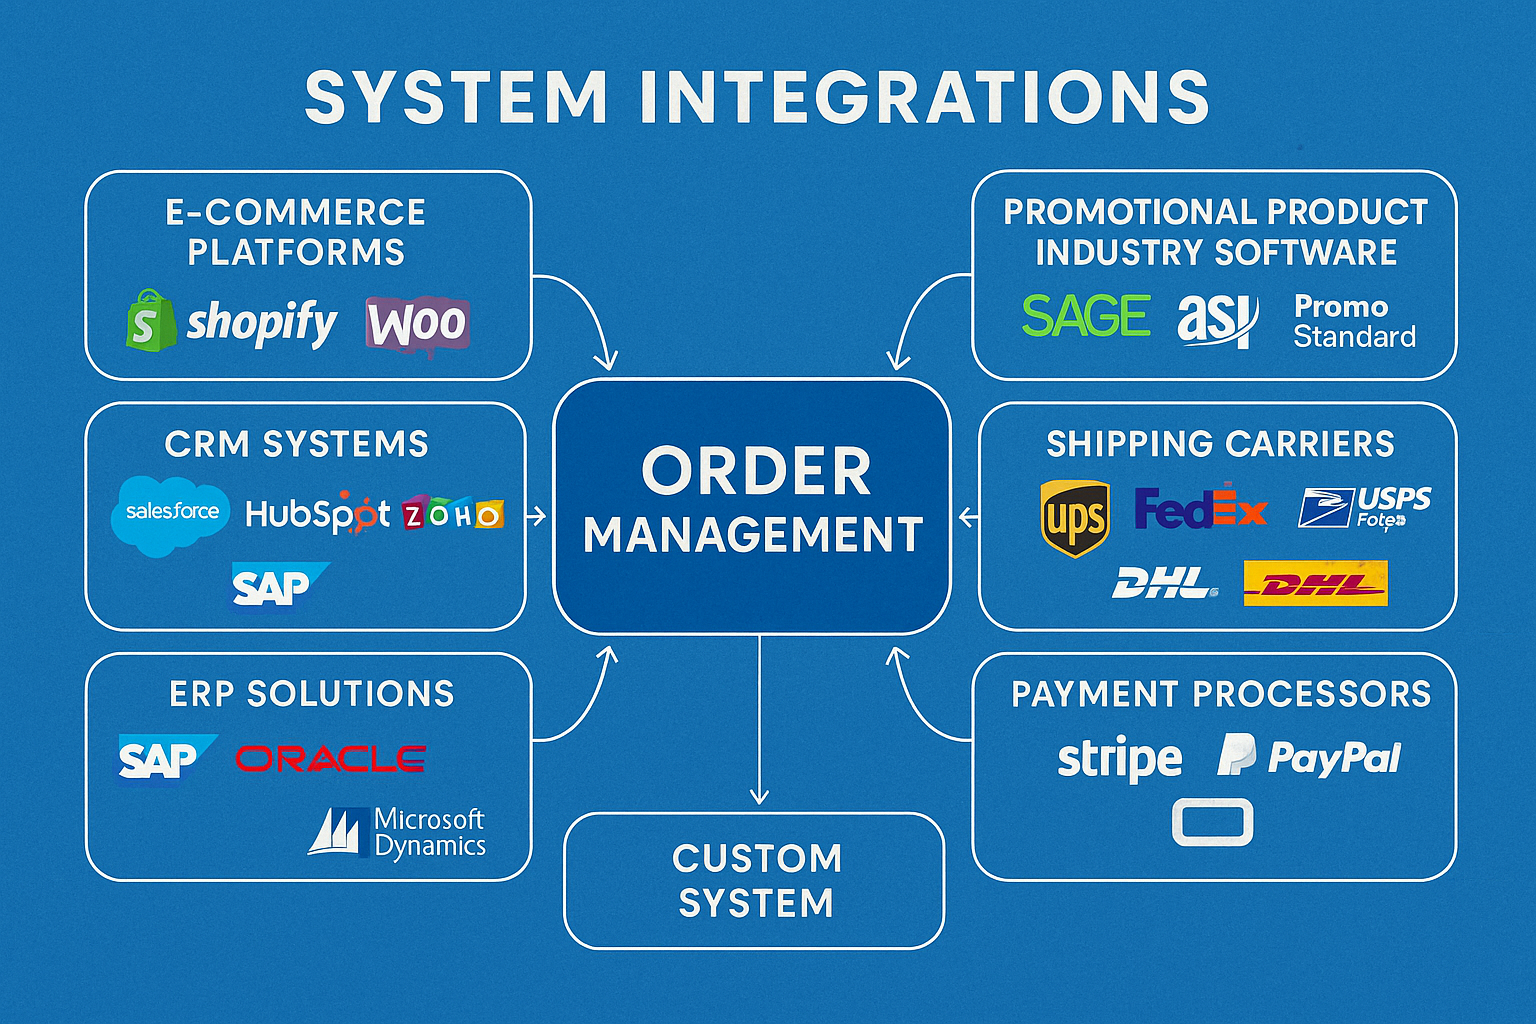 SYSTEM INTEGRATIONS
E-COMMERCE
PLATFORMS
S shopify Woo
CRM SYSTEMS
salesforce HubSpot ZOHO
SAP
ERP SOLUTIONS
SAP ORACLE
Microsoft
Dynamics
ORDER
MANAGEMENT
CUSTOM
SYSTEM
PROMOTIONAL PRODUCT
INDUSTRY SOFTWARE
SAGE asi Promo
Standard
SHIPPING CARRIERS
ups FedEx USPS
DHL DHL
PAYMENT PROCESSORS
stripe P PayPal